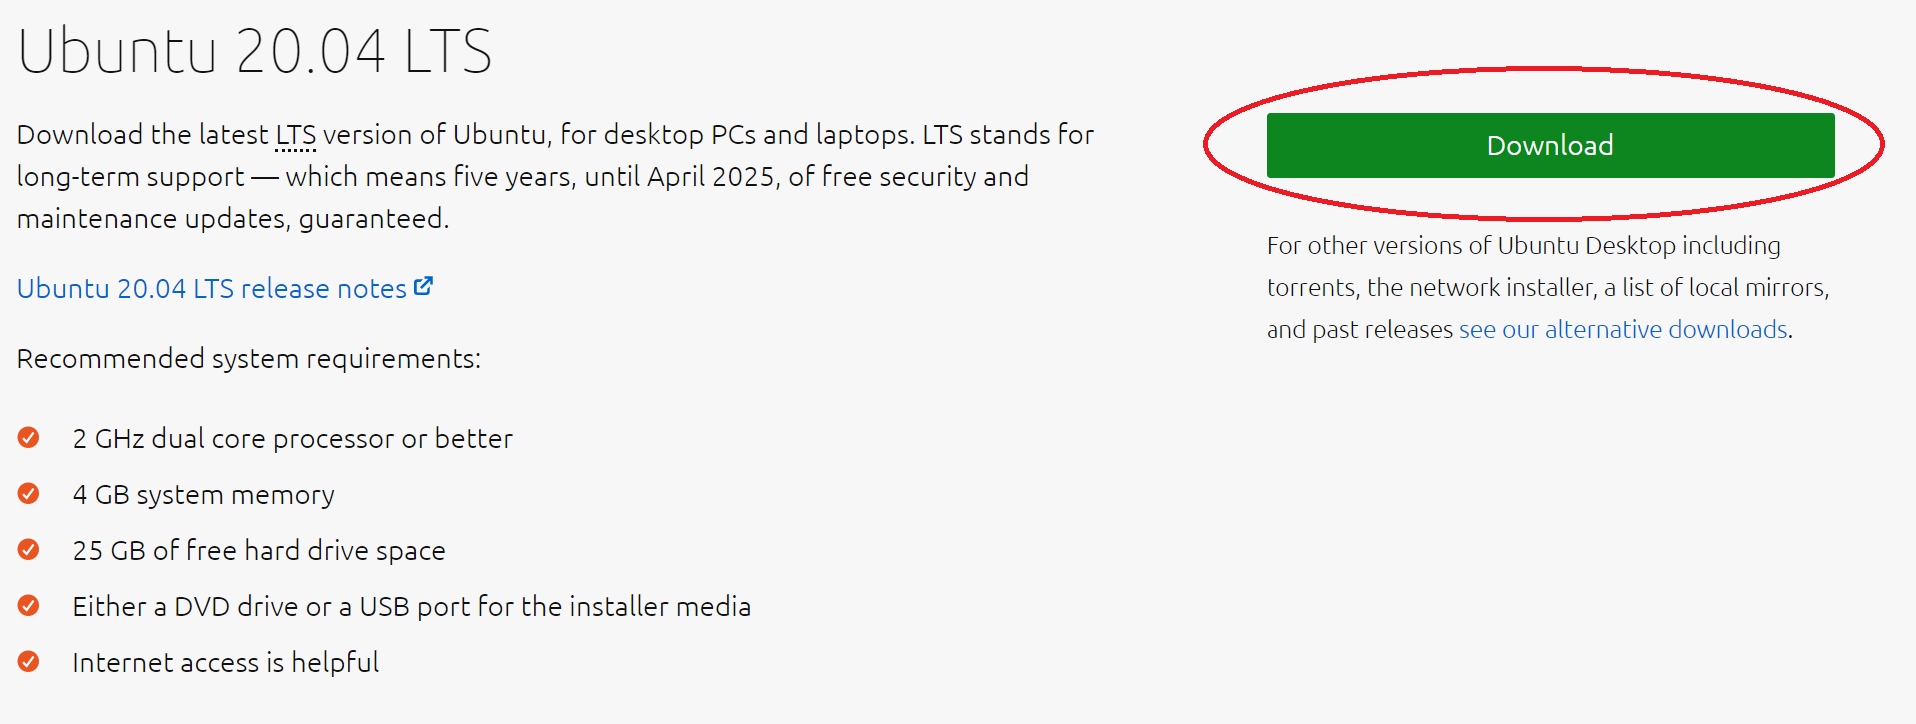 Ubuntu 20.04 LTS
Download the latest LTS version of Ubuntu, for desktop PCs and laptops. LTS stands for
long-term support — which means five years, until April 2025, of free security and
maintenance updates, guaranteed.
Ubuntu 20.04 LTS release notes
Recommended system requirements:
2 GHz dual core processor or better
4 GB system memory
25 GB of free hard drive space
Either a DVD drive or a USB port for the installer media
Internet access is helpful
Download
For other versions of Ubuntu Desktop including
torrents, the network installer, a list of local mirrors,
and past releases see our alternative downloads.